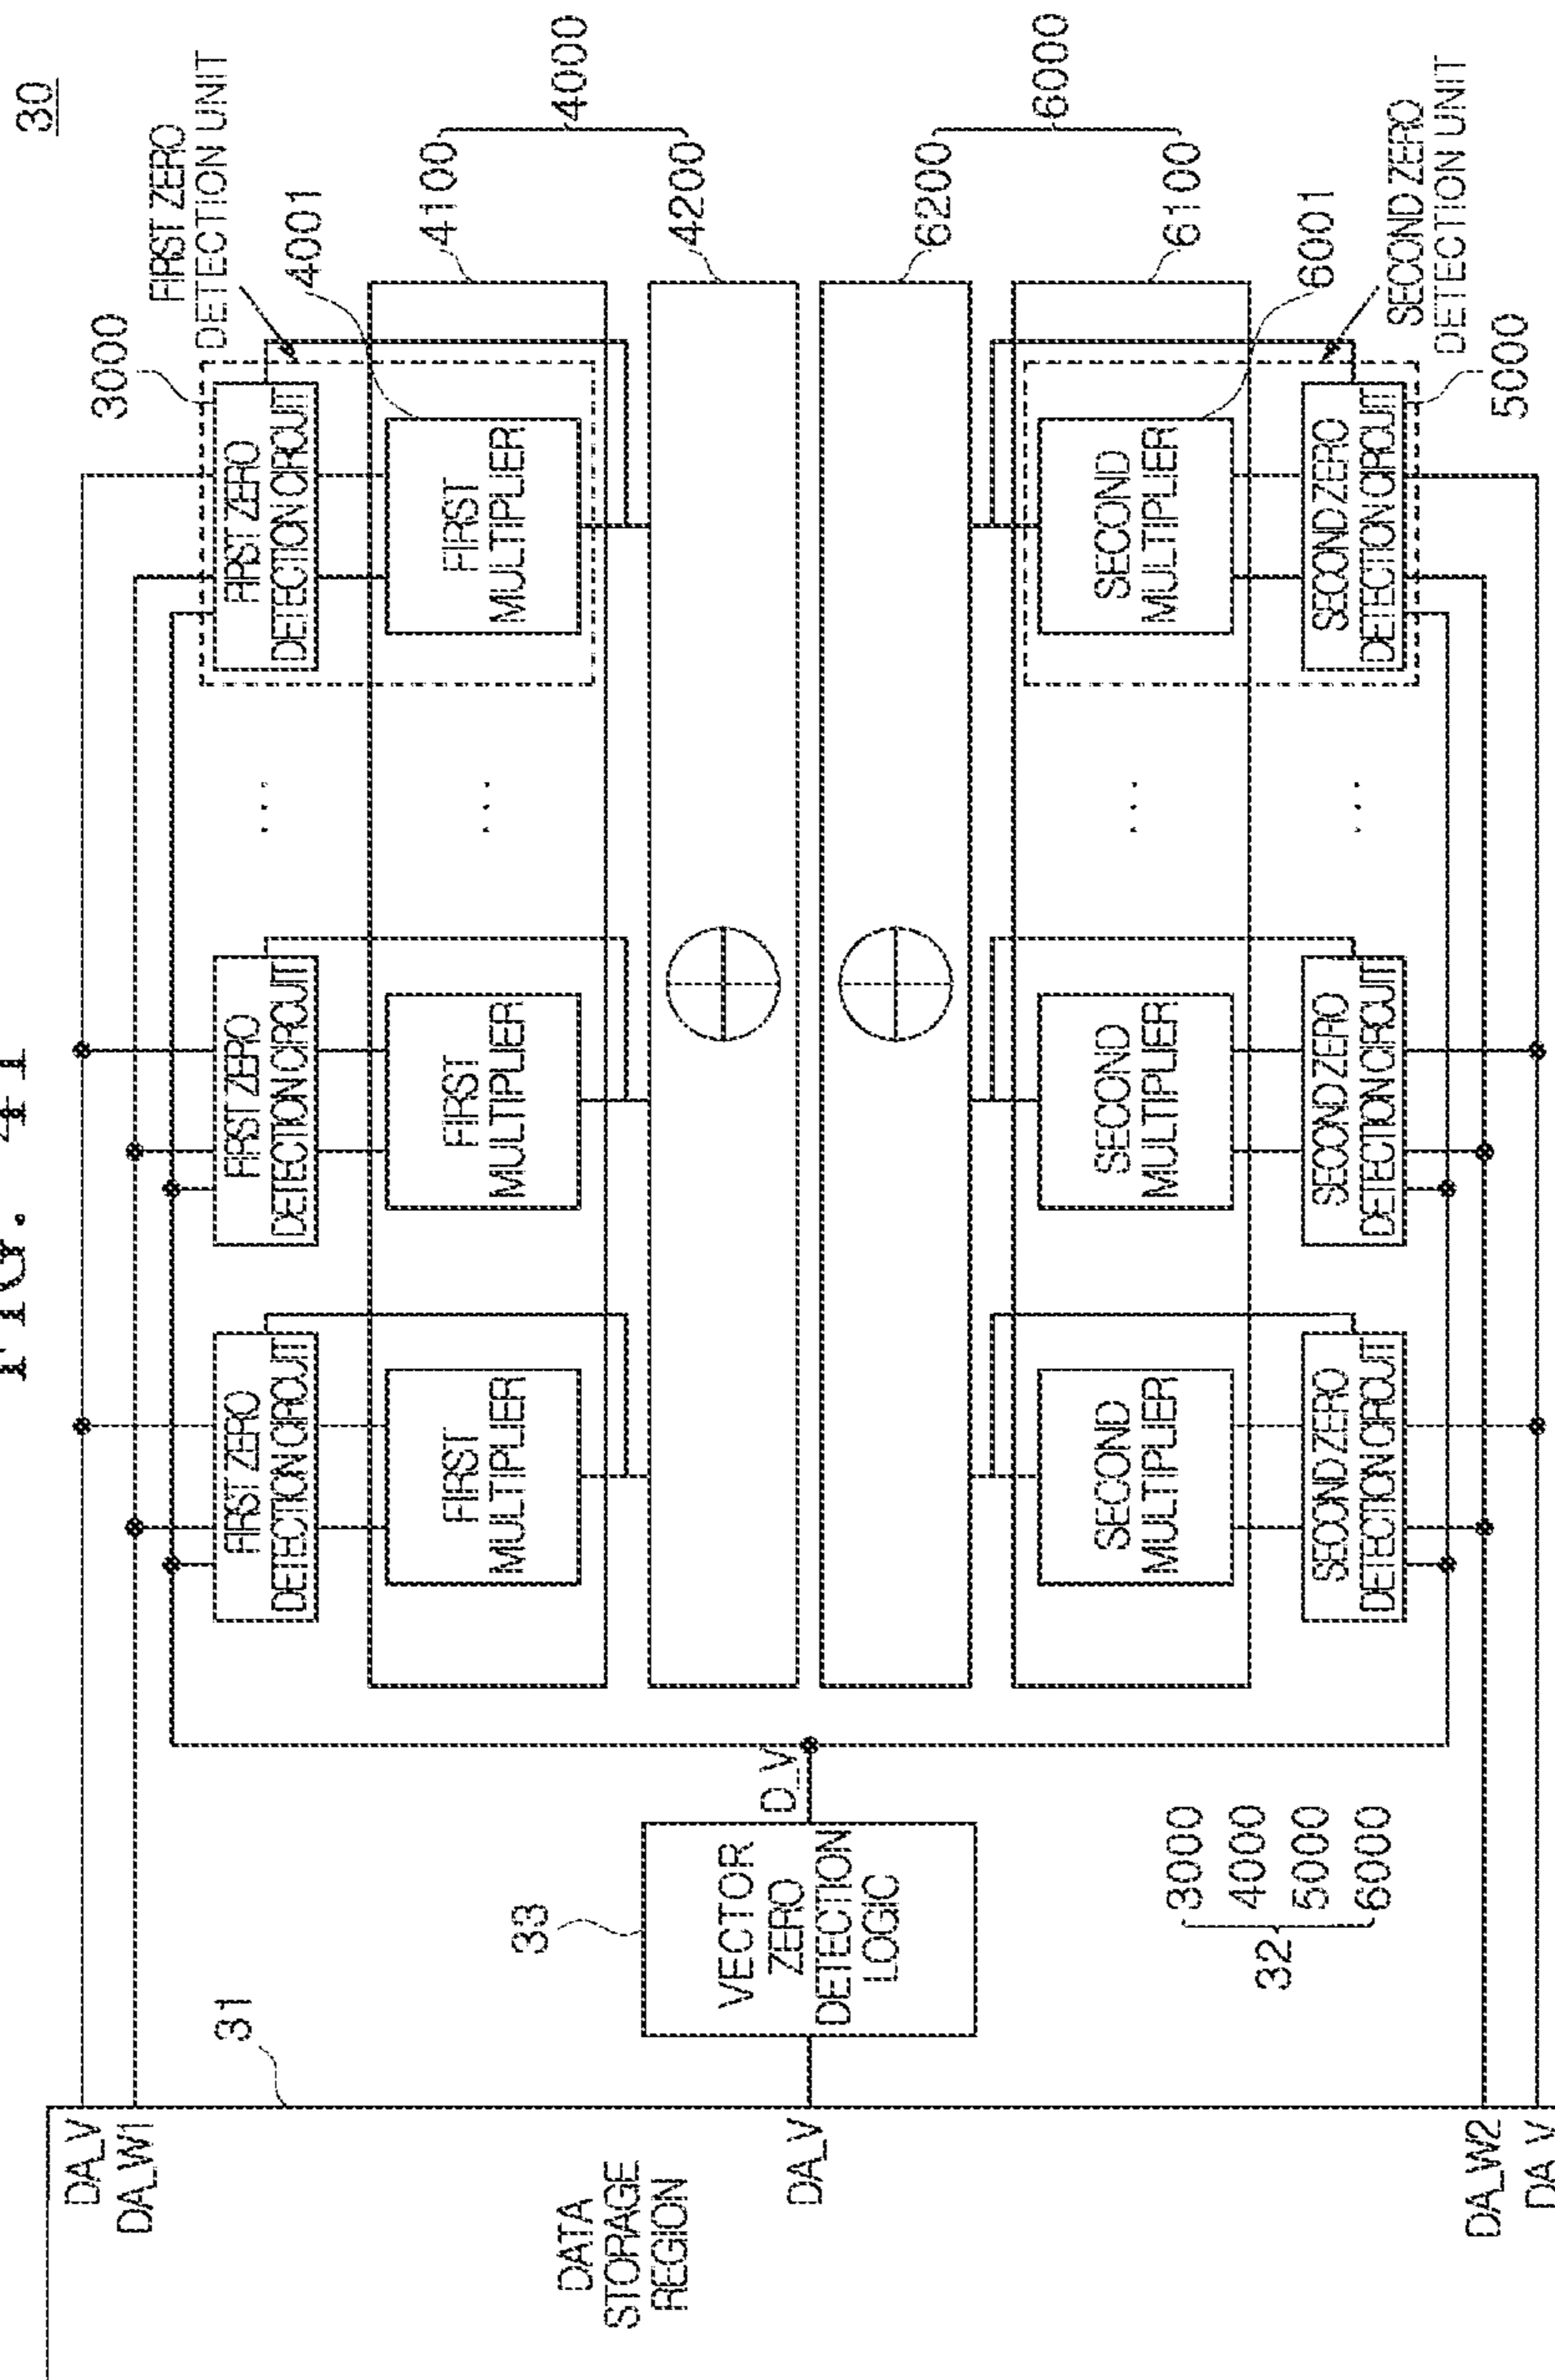 FIG. 41
30
DATA
STORAGE
REGION
31
DA_V
DA_W1
DA_V
DA_W2
DA_V
33
VECTOR
ZERO
DETECTION
LOGIC
D_V
32
3000
4000
5000
6000
FIRST ZERO
DETECTION CIRCUIT
FIRST ZERO
DETECTION CIRCUIT
...
FIRST ZERO
DETECTION CIRCUIT
3000
FIRST ZERO
DETECTION UNIT
4001
FIRST
MULTIPLIER
FIRST
MULTIPLIER
...
FIRST
MULTIPLIER
4100
4200
4000
6200
6100
6000
SECOND
MULTIPLIER
SECOND
MULTIPLIER
...
SECOND
MULTIPLIER
6001
SECOND ZERO
DETECTION CIRCUIT
SECOND ZERO
DETECTION CIRCUIT
...
SECOND ZERO
DETECTION CIRCUIT
SECOND ZERO
DETECTION UNIT
5000